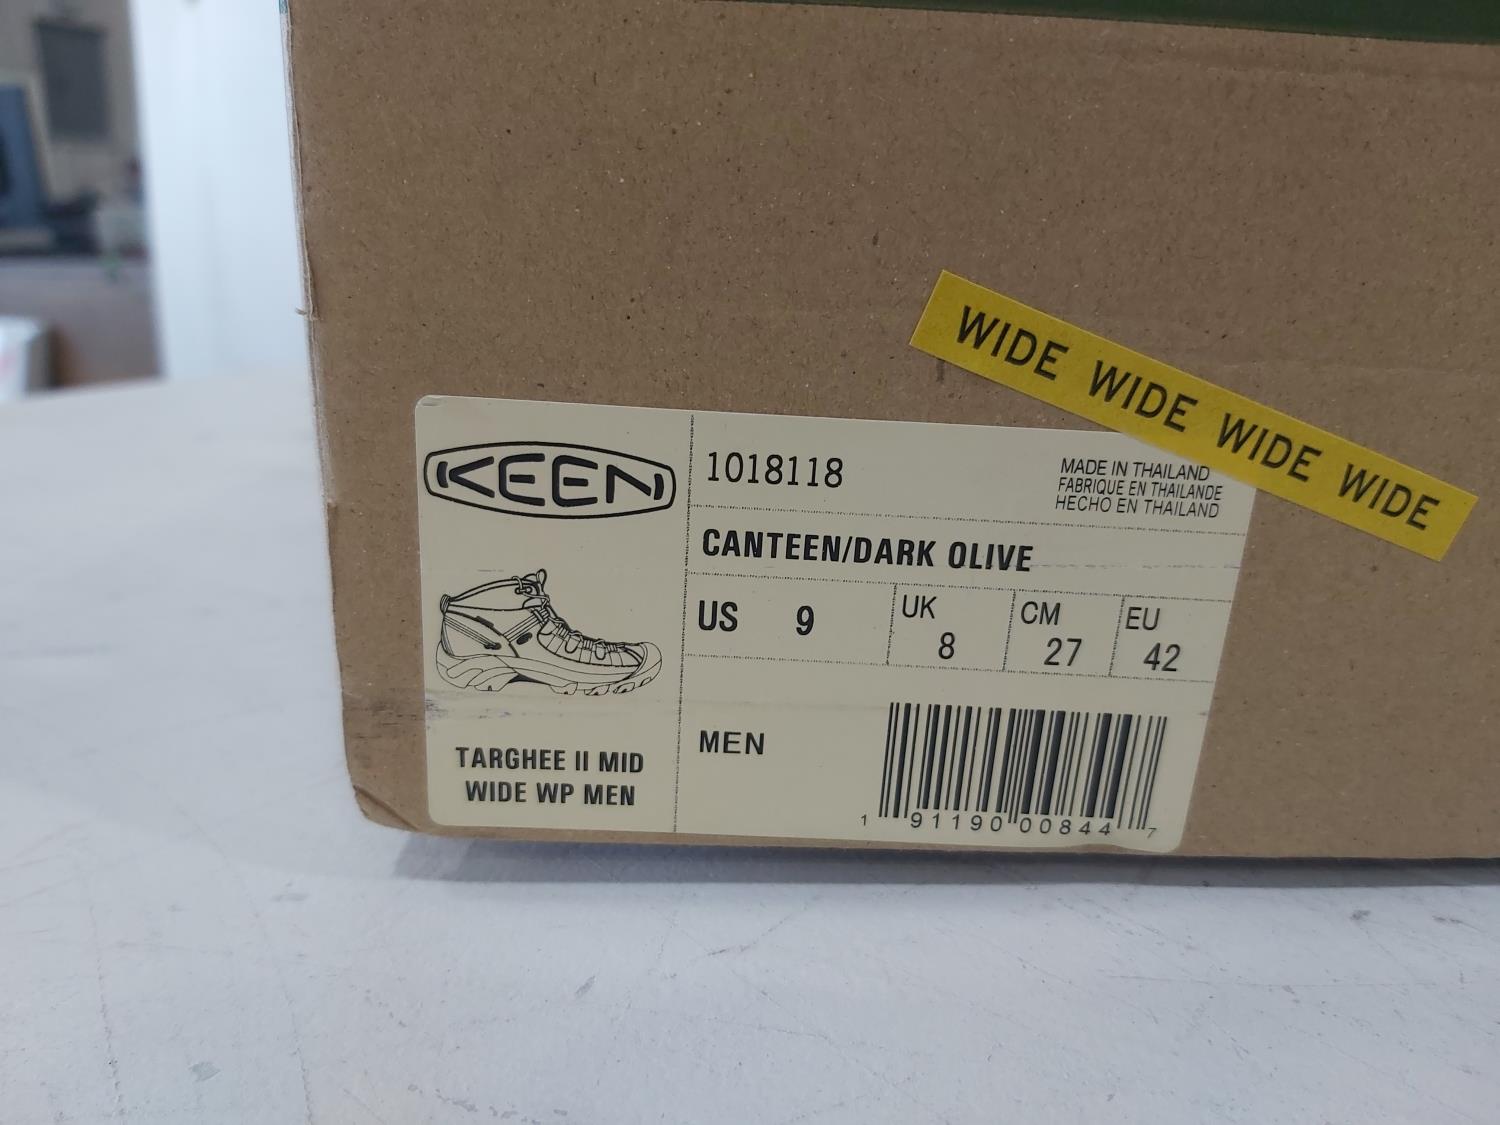 WIDE WIDE WIDE WIDE
KEEN
1018118
MADE IN THAILAND
FABRIQUE EN THAILANDE
HECHO EN THAILAND
CANTEEN/DARK OLIVE
US 9
UK 8
CM 27
EU 42
MEN
TARGHEE II MID
WIDE WP MEN
1 91190 00844 7